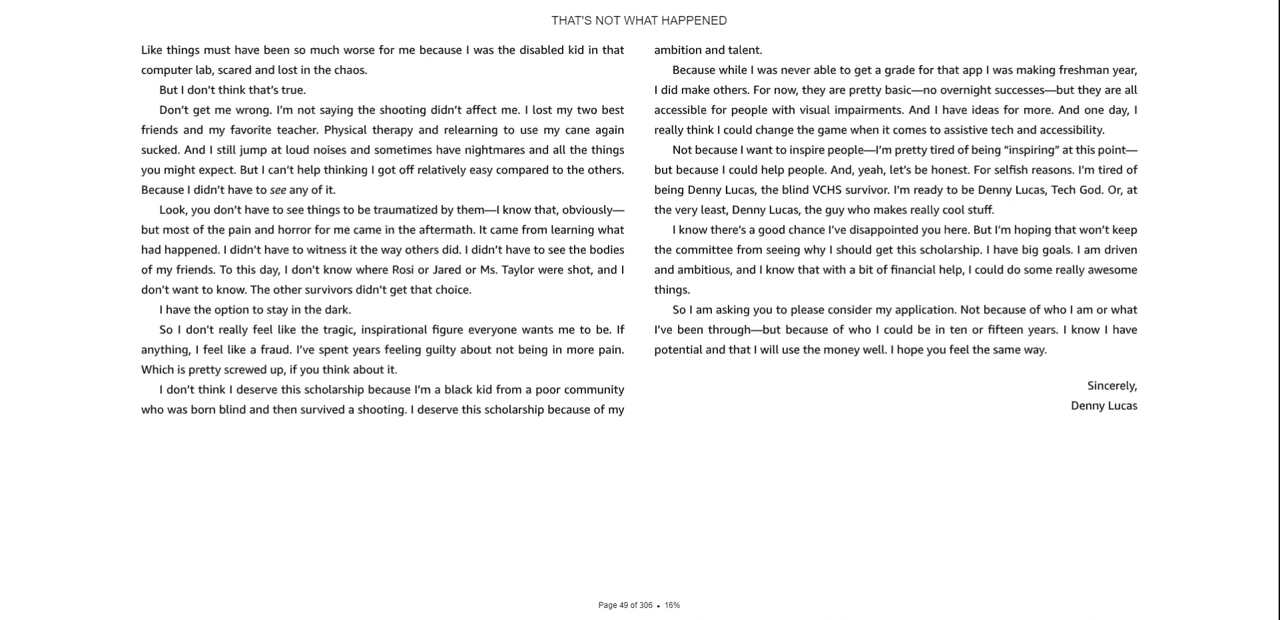 THAT'S NOT WHAT HAPPENED
Like things must have been so much worse for me because I was the disabled kid in that
computer lab, scared and lost in the chaos.
But I don’t think that’s true.
Don’t get me wrong. I’m not saying the shooting didn’t affect me. I lost my two best
friends and my favorite teacher. Physical therapy and relearning to use my cane again
sucked. And I still jump at loud noises and sometimes have nightmares and all the things
you might expect. But I can’t help thinking I got off relatively easy compared to the others.
Because I didn’t have to see any of it.
Look, you don’t have to see things to be traumatized by them—I know that, obviously—
but most of the pain and horror for me came in the aftermath. It came from learning what
had happened. I didn’t have to witness it the way others did. I didn’t have to see the bodies
of my friends. To this day, I don’t know where Rosi or Jared or Ms. Taylor were shot, and I
don’t want to know. The other survivors didn’t get that choice.
I have the option to stay in the dark.
So I don’t really feel like the tragic, inspirational figure everyone wants me to be. If
anything, I feel like a fraud. I’ve spent years feeling guilty about not being in more pain.
Which is pretty screwed up, if you think about it.
I don’t think I deserve this scholarship because I’m a black kid from a poor community
who was born blind and then survived a shooting. I deserve this scholarship because of my
ambition and talent.
Because while I was never able to get a grade for that app I was making freshman year,
I did make others. For now, they are pretty basic—no overnight successes—but they are all
accessible for people with visual impairments. And I have ideas for more. And one day, I
really think I could change the game when it comes to assistive tech and accessibility.
Not because I want to inspire people—I’m pretty tired of being “inspiring” at this point—
but because I could help people. And, yeah, let’s be honest. For selfish reasons. I’m tired of
being Denny Lucas, the blind VCHS survivor. I’m ready to be Denny Lucas, Tech God. Or, at
the very least, Denny Lucas, the guy who makes really cool stuff.
I know there’s a good chance I’ve disappointed you here. But I’m hoping that won’t keep
the committee from seeing why I should get this scholarship. I have big goals. I am driven
and ambitious, and I know that with a bit of financial help, I could do some really awesome
things.
So I am asking you to please consider my application. Not because of who I am or what
I’ve been through—but because of who I could be in ten or fifteen years. I know I have
potential and that I will use the money well. I hope you feel the same way.
Sincerely,
Denny Lucas
Page 49 of 306 • 16%